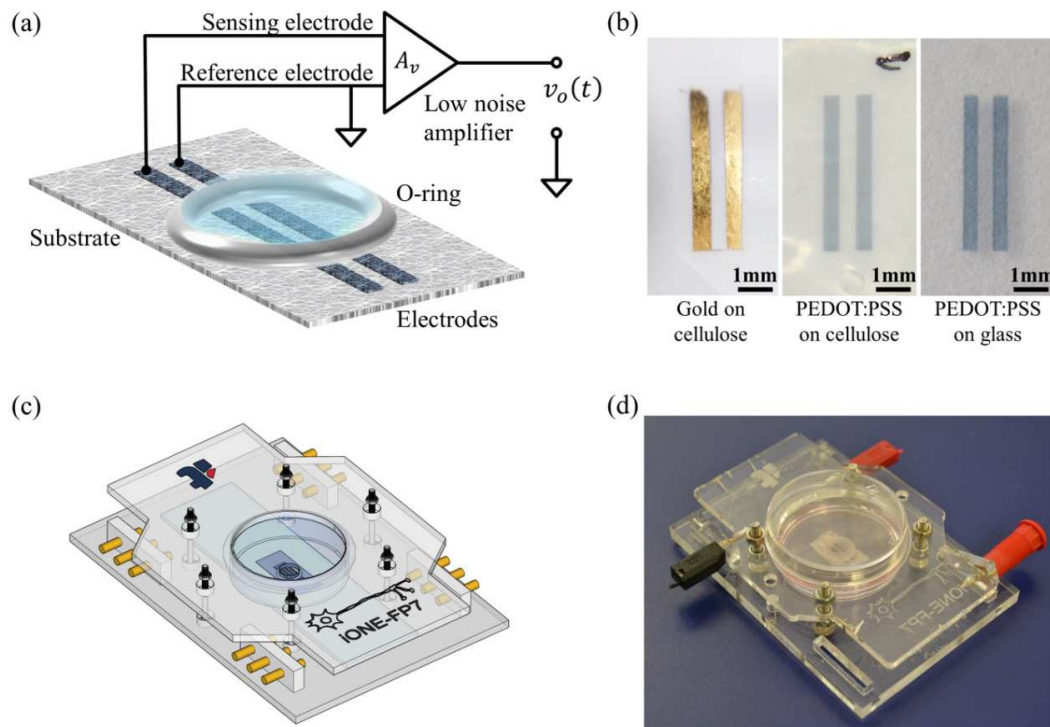 (a)
Sensing electrode
Reference electrode
A_v
Low noise
amplifier
v_o(t)
O-ring
Substrate
Electrodes
(b)
1mm
1mm
1mm
Gold on
cellulose
PEDOT:PSS
on cellulose
PEDOT:PSS
on glass
(c)
iONE-FP7
(d)
iONE-FP7